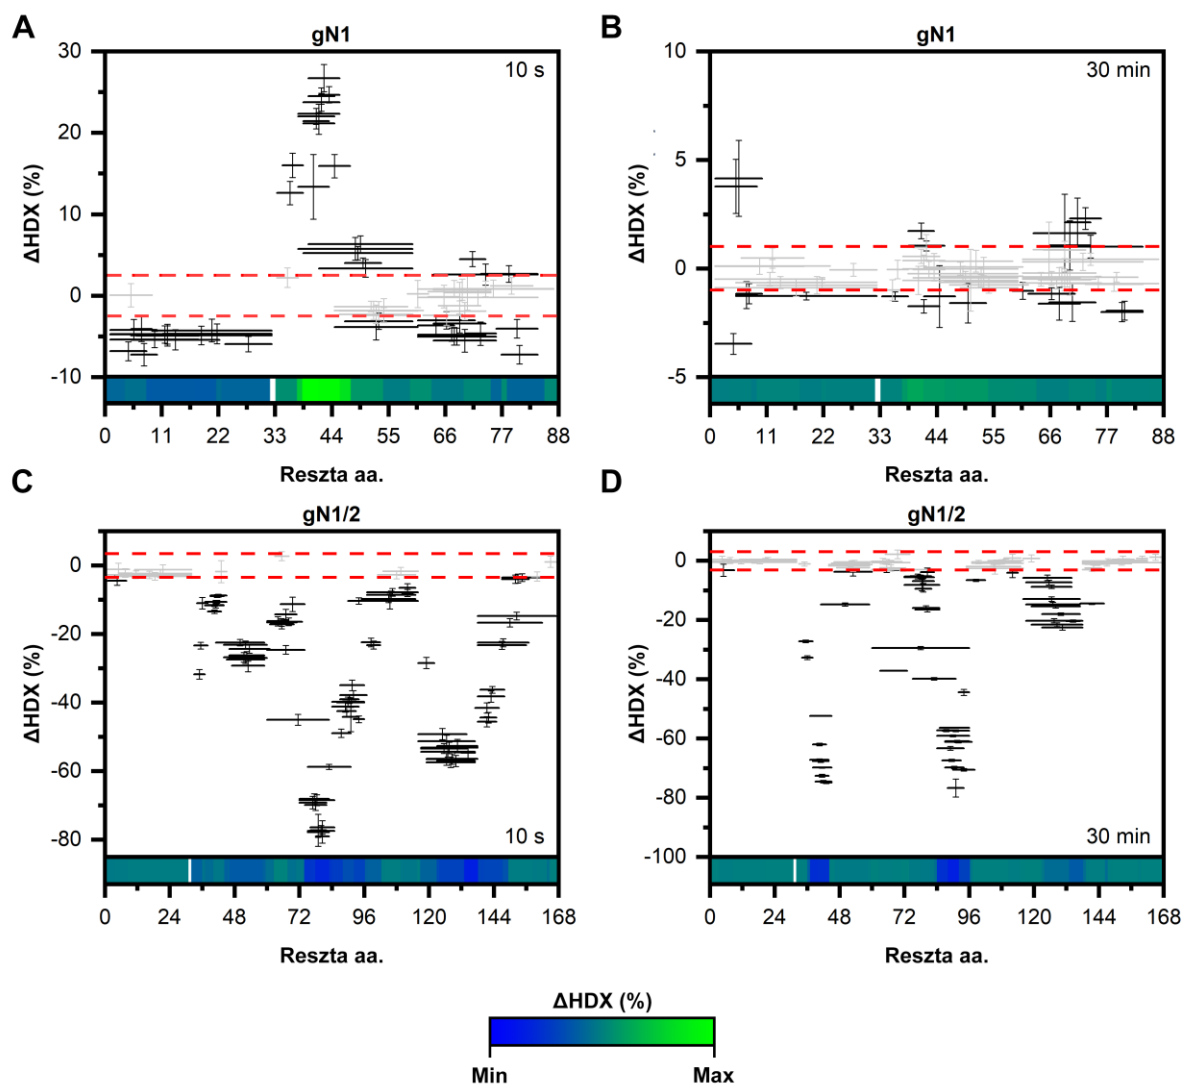 A
gN1
30
20
10
0
-10
10 s
ΔHDX (%)
0 11 22 33 44 55 66 77 88
Reszta aa.
B
gN1
10
5
0
-5
30 min
ΔHDX (%)
0 11 22 33 44 55 66 77 88
Reszta aa.
C
gN1/2
0
-20
-40
-60
-80
10 s
ΔHDX (%)
0 24 48 72 96 120 144 168
Reszta aa.
D
gN1/2
0
-20
-40
-60
-80
-100
30 min
ΔHDX (%)
0 24 48 72 96 120 144 168
Reszta aa.
ΔHDX (%)
Min Max